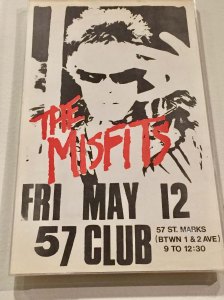 THE
MISFITS
FRI MAY 12
57 CLUB
57 ST. MARKS
(BTWN 1 & 2 AVE)
9 TO 12:30